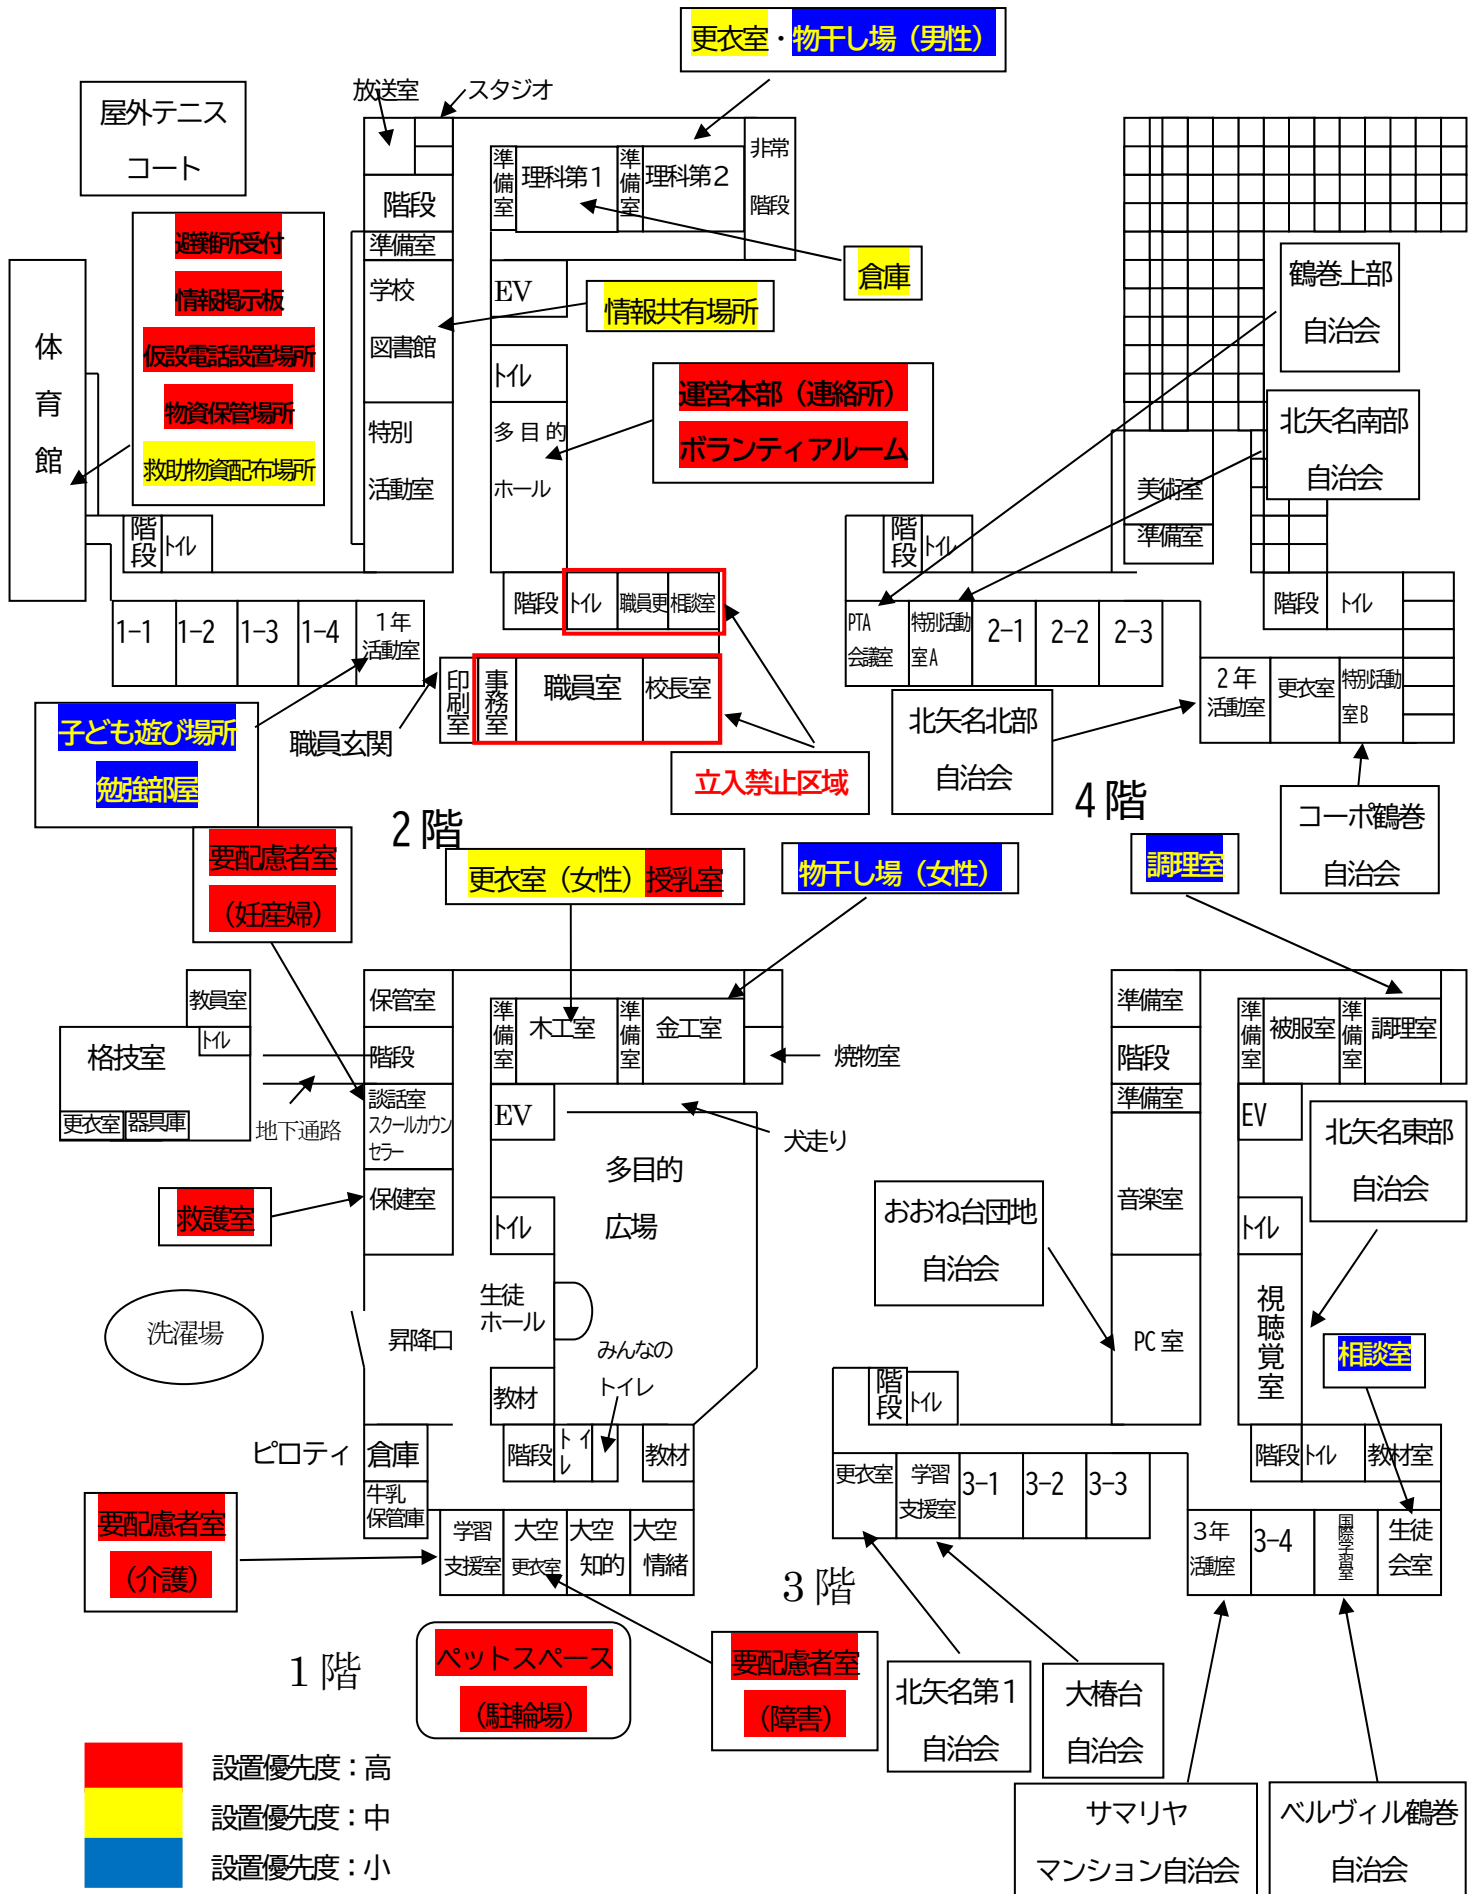 更衣室・物干し場（男性）
放送室
スタジオ
屋外テニス
コート
準備室
理科第１
準備室
理科第２
非常
階段
階段
準備室
避難所受付
情報掲示板
仮設電話設置場所
物資保管場所
救助物資配布場所
体育館
学校
図書館
EV
情報共有場所
倉庫
鶴巻上部
自治会
トイレ
運営本部（連絡所）
ボランティアルーム
特別
活動室
多目的
ホール
北矢名南部
自治会
美術室
準備室
階段
トイレ
階段
トイレ
階段
トイレ
職員更
相談室
階段
トイレ
1-1
1-2
1-3
1-4
１年
活動室
PTA
会議室
特別活動
室A
2-1
2-2
2-3
印刷室
事務室
職員室
校長室
２年
活動室
更衣室
特別活動
室B
子ども遊び場所
勉強部屋
職員玄関
立入禁止区域
北矢名北部
自治会
２階
４階
コーポ鶴巻
自治会
要配慮者室
（妊産婦）
更衣室（女性）授乳室
物干し場（女性）
調理室
教員室
トイレ
格技室
更衣室
器具庫
地下通路
保管室
階段
談話室
スクールカウン
セラー
保健室
準備室
木工室
準備室
金工室
焼物室
EV
犬走り
多目的
広場
救護室
トイレ
生徒
ホール
洗濯場
昇降口
みんなの
トイレ
教材
ピロティ
倉庫
牛乳
保管庫
階段
トイレ
教材
要配慮者室
（介護）
学習
支援室
大空
更衣室
大空
知的
大空
情緒
１階
ペットスペース
（駐輪場）
要配慮者室
（障害）
準備室
階段
準備室
音楽室
PC室
準備室
被服室
準備室
調理室
EV
北矢名東部
自治会
おおね台団地
自治会
トイレ
視聴覚室
相談室
階段
トイレ
更衣室
学習
支援室
3-1
3-2
3-3
階段
トイレ
教材室
３年
活動室
3-4
国際学習室
生徒
会室
３階
北矢名第１
自治会
大椿台
自治会
サマリヤ
マンション自治会
ベルヴィル鶴巻
自治会
設置優先度：高
設置優先度：中
設置優先度：小